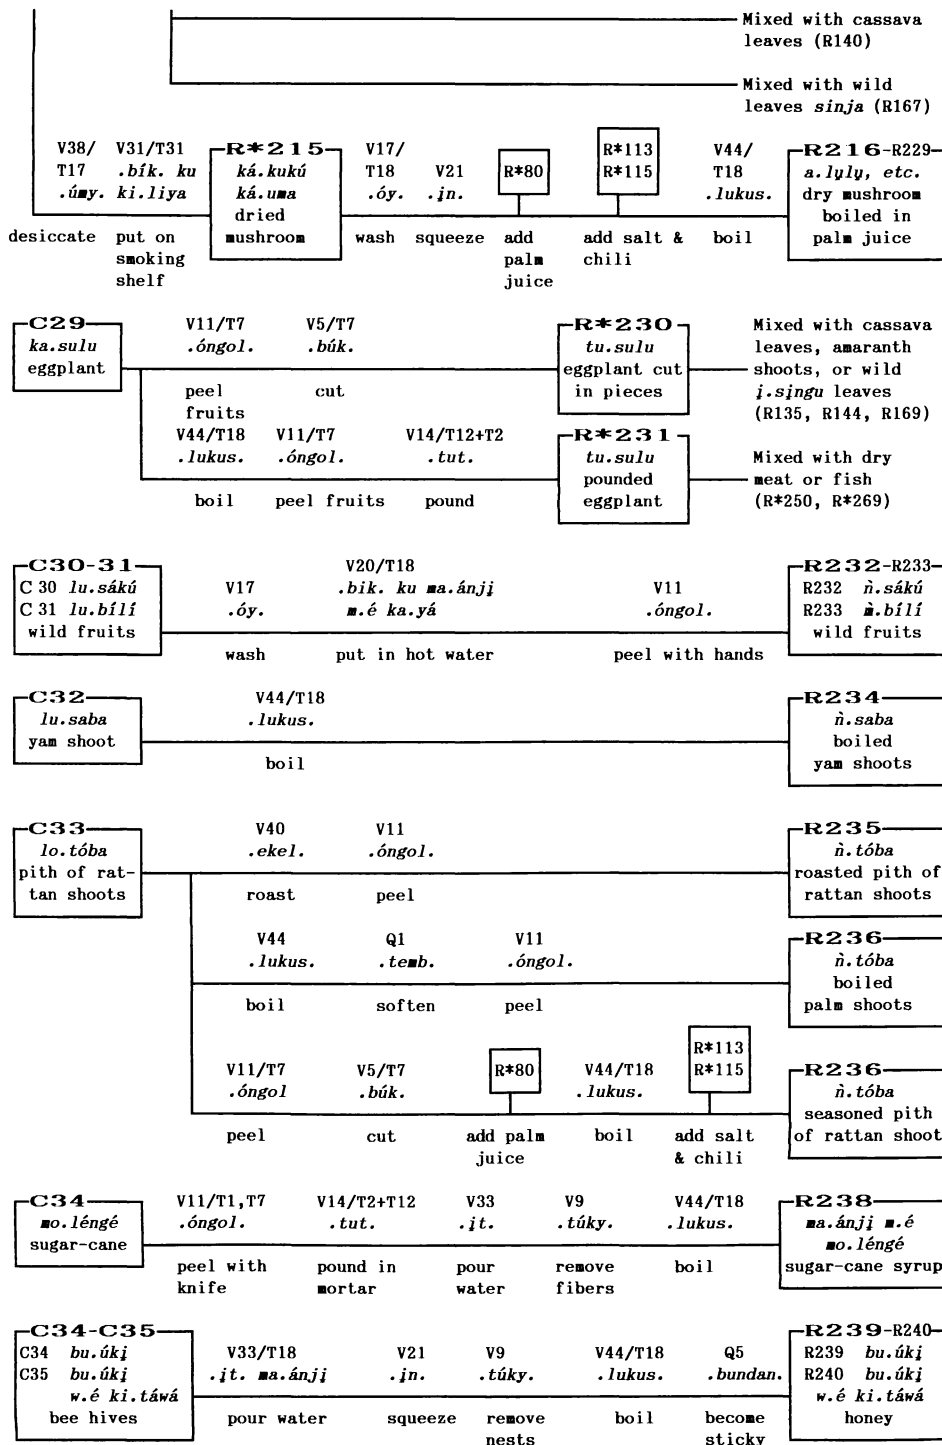 Mixed with cassava
leaves (R140)
Mixed with wild
leaves sinja (R167)
V38/ V31/T31 R*215 V17/ R*113 V44/ R216-R229
T17 .bík. ku ká.kukú T18 V21 R*80 R*115 T18 a.lyly, etc.
.úmy. ki.liya ká.uma .óy. .i̧n. .lukus. dry mushroom
dried boiled in
desiccate put on mushroom wash squeeze add add salt & boil palm juice
smoking palm chili
shelf juice
C29 V11/T7 V5/T7 R*230 Mixed with cassava
ka.sulu .óngol. .búk. tu.sulu leaves, amaranth
eggplant eggplant cut shoots, or wild
peel cut in pieces i̧.si̧ngu leaves
fruits (R135, R144, R169)
V44/T18 V11/T7 V14/T12+T2 R*231 Mixed with dry
.lukus. .óngol. .tut. tu.sulu meat or fish
boil peel fruits pound pounded (R*250, R*269)
eggplant
C30-31 V20/T18 R232-R233
C 30 lu.sákú V17 .bik. ku ma.ánji̧ V11 R232 ǹ.sákú
C 31 lu.bílí .óy. m.é ka.yá .óngol. R233 m̀.bílí
wild fruits wild fruits
wash put in hot water peel with hands
C32 V44/T18 R234
lu.saba .lukus. ǹ.saba
yam shoot boiled
boil yam shoots
C33 V40 V11 R235
lo.tóba .ekel. .óngol. ǹ.tóba
pith of rat- roasted pith of
tan shoots roast peel rattan shoots
V44 Q1 V11 R236
.lukus. .temb. .óngol. ǹ.tóba
boiled
boil soften peel palm shoots
R*113
V11/T7 V5/T7 R*80 V44/T18 R*115 R236
.óngol .búk. .lukus. ǹ.tóba
seasoned pith
peel cut add palm boil add salt of rattan shoot
juice & chili
C34 V11/T1,T7 V14/T2+T12 V33 V9 V44/T18 R238
mo.léngé .óngol. .tut. .i̧t. .túky. .lukus. ma.ánji̧ m.é
sugar-cane mo.léngé
peel with pound in pour remove boil sugar-cane syrup
knife mortar water fibers
C34-C35 R239-R240
C34 bu.úki̧ V33/T18 V21 V9 V44/T18 Q5 R239 bu.úki̧
C35 bu.úki̧ .i̧t. ma.ánji̧ .i̧n. .túky. .lukus. .bundan. R240 bu.úki̧
w.é ki.táwá w.é ki.táwá
bee hives pour water squeeze remove boil become honey
nests sticky